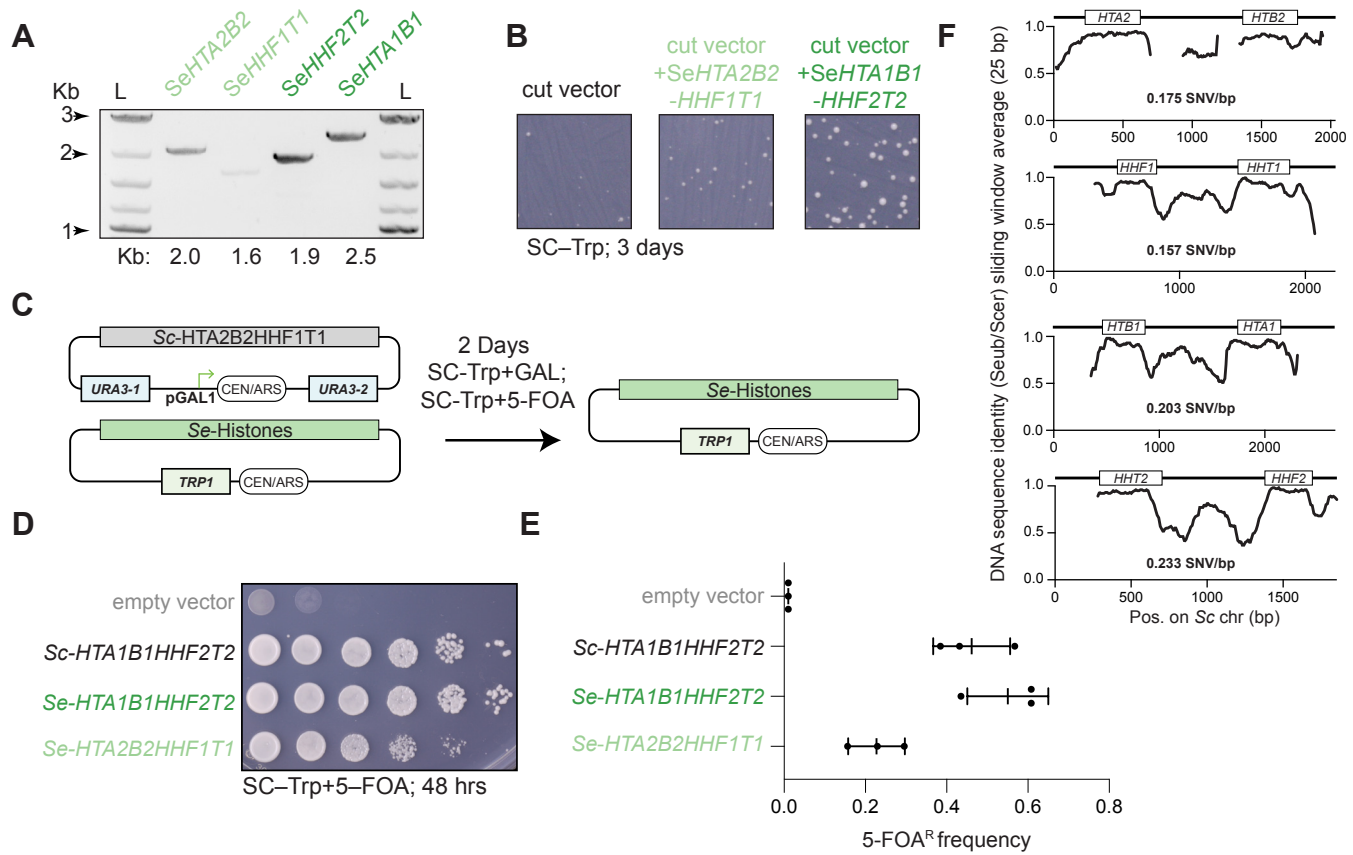 A
SeHTA2B2
SeHHF1T1
SeHHF2T2
SeHTA1B1
Kb
L
L
3
2
1
Kb: 2.0 1.6 1.9 2.5
B
cut vector
cut vector
+SeHTA2B2
-HHF1T1
cut vector
+SeHTA1B1
-HHF2T2
SC–Trp; 3 days
C
Sc-HTA2B2HHF1T1
URA3-1
pGAL1
CEN/ARS
URA3-2
Se-Histones
TRP1
CEN/ARS
2 Days
SC-Trp+GAL;
SC-Trp+5-FOA
Se-Histones
TRP1
CEN/ARS
D
empty vector
Sc-HTA1B1HHF2T2
Se-HTA1B1HHF2T2
Se-HTA2B2HHF1T1
SC–Trp+5–FOA; 48 hrs
E
empty vector
Sc-HTA1B1HHF2T2
Se-HTA1B1HHF2T2
Se-HTA2B2HHF1T1
0.0 0.2 0.4 0.6 0.8
5-FOAᴿ frequency
F
DNA sequence identity (Seub/Scer) sliding window average (25 bp)
HTA2 HTB2
1.0
0.5
0.0
0.175 SNV/bp
0 500 1000 1500 2000
HHF1 HHT1
1.0
0.5
0.0
0.157 SNV/bp
0 1000 2000
HTB1 HTA1
1.0
0.5
0.0
0.203 SNV/bp
0 1000 2000
HHT2 HHF2
1.0
0.5
0.0
0.233 SNV/bp
0 500 1000 1500
Pos. on Sc chr (bp)